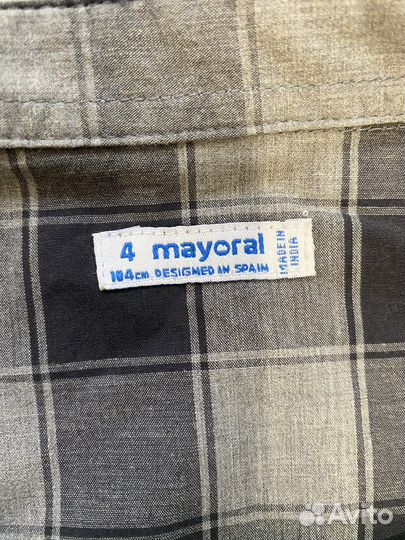 4 mayoral
104cm DESIGNED IN SPAIN
MADE IN
INDIA
Avito